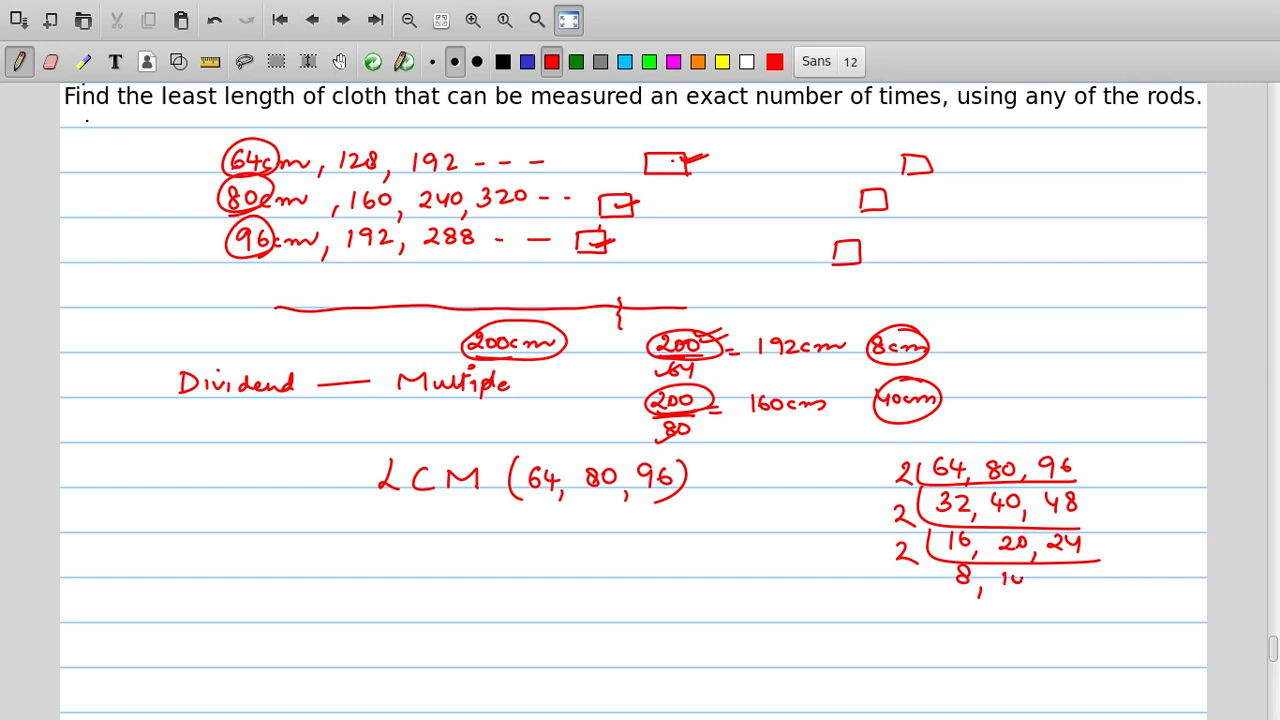 Sans 12
Find the least length of cloth that can be measured an exact number of times, using any of the rods.
64cm, 128, 192 - - -
80cm, 160, 240, 320 - - -
96cm, 192, 288 - -
200cm
200/64 = 192cm 8cm
Dividend — Multiple
200/80 = 160cm 40cm
LCM (64, 80, 96)
2 | 64, 80, 96
2 | 32, 40, 48
2 | 16, 20, 24
8, 10